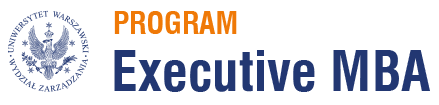 UNIWERSYTET WARSZAWSKI
WYDZIAŁ ZARZĄDZANIA
PROGRAM
Executive MBA